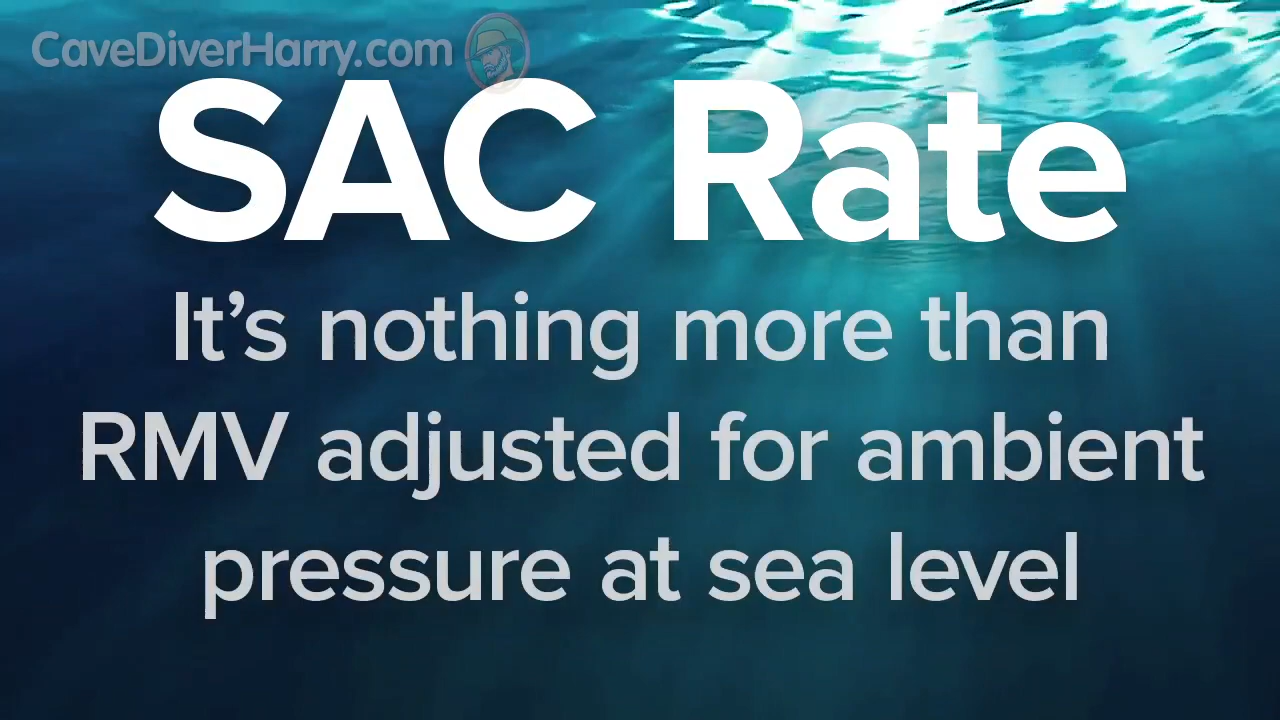 CaveDiverHarry.com
SAC Rate
It’s nothing more than
RMV adjusted for ambient
pressure at sea level